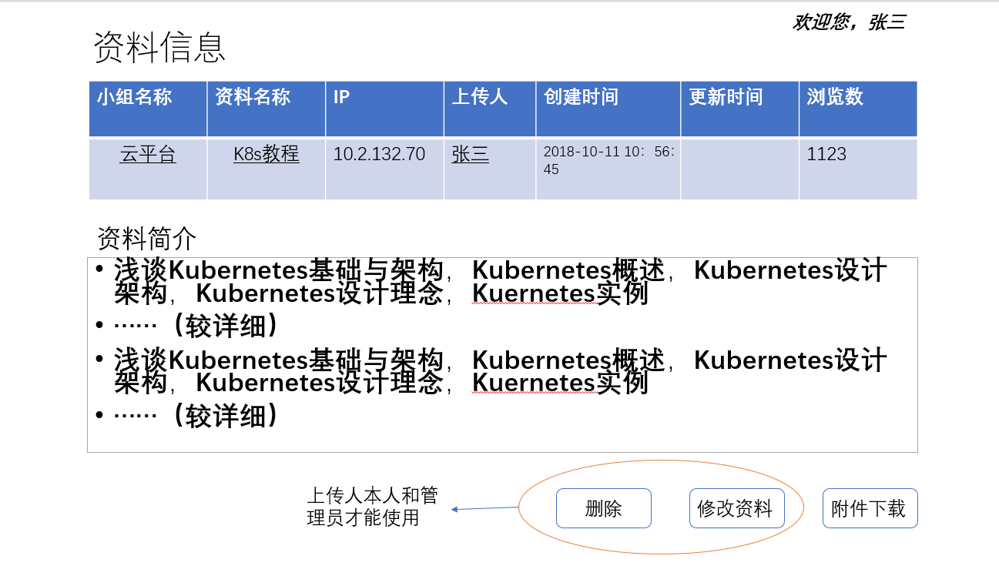 欢迎您，张三
资料信息
小组名称 资料名称 IP 上传人 创建时间 更新时间 浏览数
云平台 K8s教程 10.2.132.70 张三 2018-10-11 10：56：
45
1123
资料简介
• 浅谈Kubernetes基础与架构， Kubernetes概述， Kubernetes设计
架构， Kubernetes设计理念， Kuernetes实例
• ……（较详细）
• 浅谈Kubernetes基础与架构， Kubernetes概述， Kubernetes设计
架构， Kubernetes设计理念， Kuernetes实例
• ……（较详细）
上传人本人和管
理员才能使用
删除 修改资料 附件下载